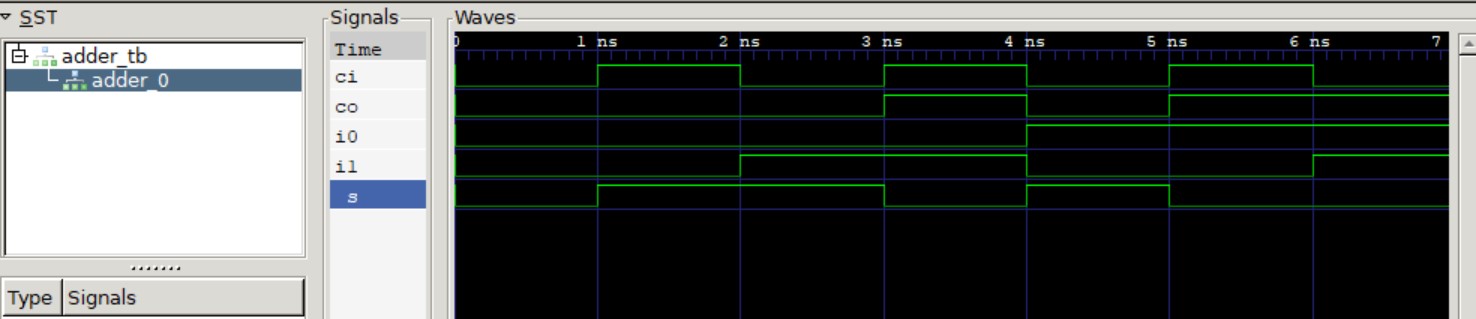 SST
adder_tb
adder_0
Type Signals
Signals
Time
ci
co
i0
i1
s
Waves
0 1 ns 2 ns 3 ns 4 ns 5 ns 6 ns 7